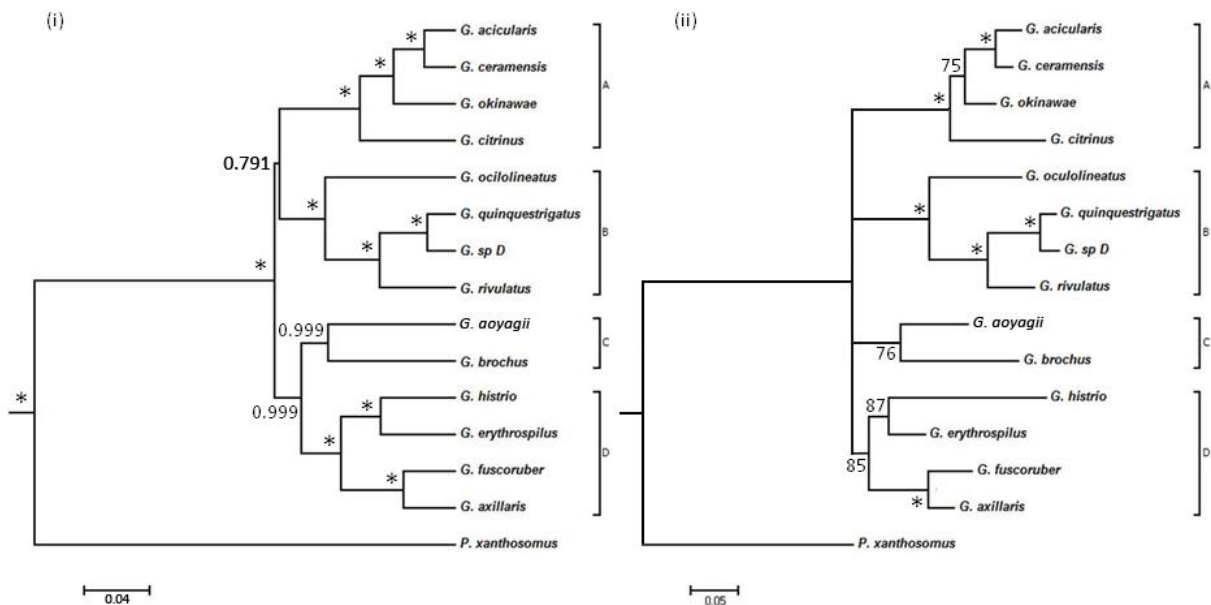 (i)
*
G. acicularis
*
G. ceramensis
*
G. okinawae
A
0.791
G. citrinus
G. ocilolineatus
*
*
G. quinquestrigatus
B
*
G. sp D
*
G. rivulatus
0.999
G. aoyagii
C
G. brochus
*
0.999
*
G. histrio
*
G. erythrospilus
D
*
G. fuscoruber
G. axillaris
P. xanthosomus
0.04
(ii)
*
G. acicularis
75
G. ceramensis
*
G. okinawae
A
G. citrinus
G. oculolineatus
*
*
G. quinquestrigatus
B
*
G. sp D
G. rivulatus
G. aoyagii
C
76
G. brochus
87
G. histrio
85
G. erythrospilus
D
G. fuscoruber
*
G. axillaris
P. xanthosomus
0.05